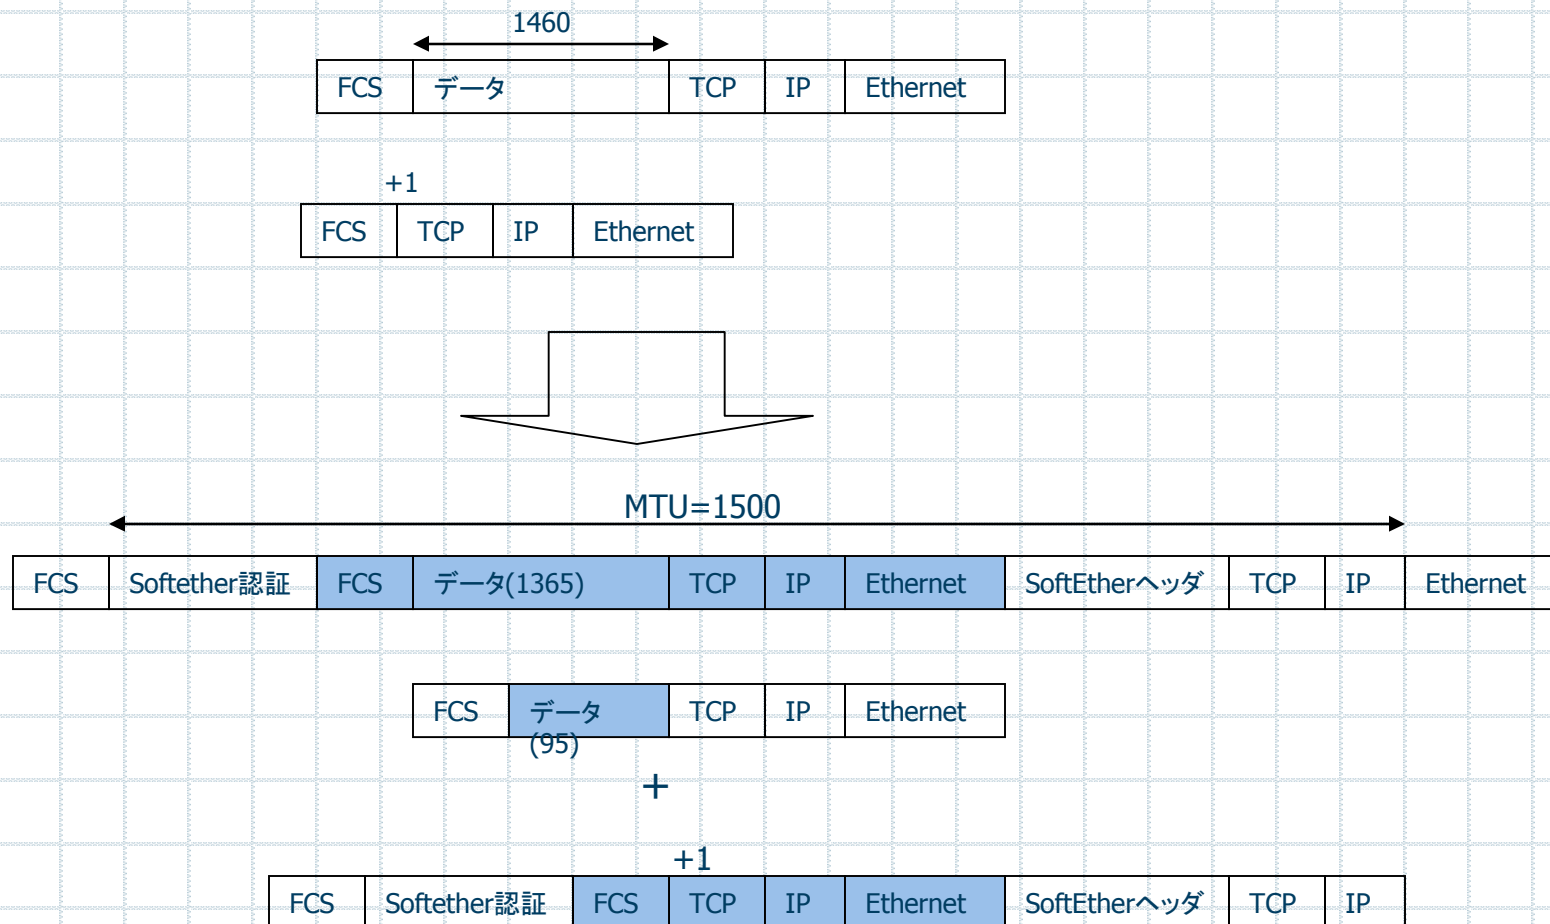 1460
FCS データ TCP IP Ethernet
+1
FCS TCP IP Ethernet
MTU=1500
FCS Softether認証 FCS データ(1365) TCP IP Ethernet SoftEtherヘッダ TCP IP Ethernet
FCS データ TCP IP Ethernet
(95)
+
+1
FCS Softether認証 FCS TCP IP Ethernet SoftEtherヘッダ TCP IP